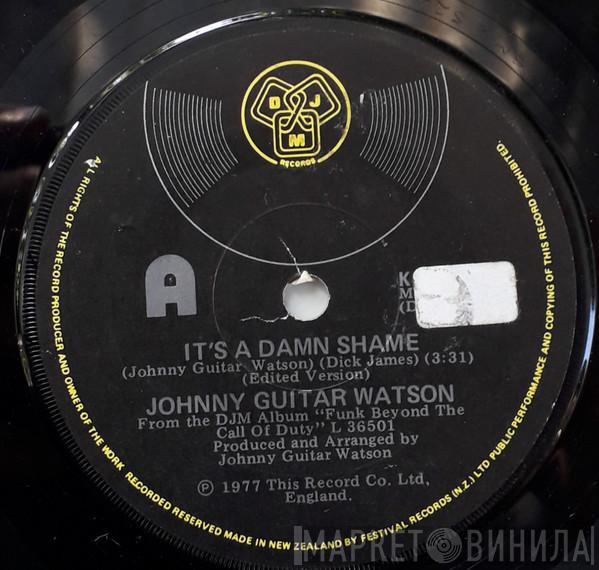 D J
M
RECORDS
A
K
M
(D
IT'S A DAMN SHAME
(Johnny Guitar Watson) (Dick James) (3:31)
(Edited Version)
JOHNNY GUITAR WATSON
From the DJM Album "Funk Beyond The
Call Of Duty" L 36501
Produced and Arranged by
Johnny Guitar Watson
℗ 1977 This Record Co. Ltd,
England.
ALL RIGHTS OF THE RECORD PRODUCER AND OWNER OF THE WORK RECORDED RESERVED MADE IN NEW ZEALAND BY FESTIVAL RECORDS (N.Z.) LTD PUBLIC PERFORMANCE AND COPYING OF THIS RECORD PROHIBITED.
МАРКЕТ ВИНИЛА